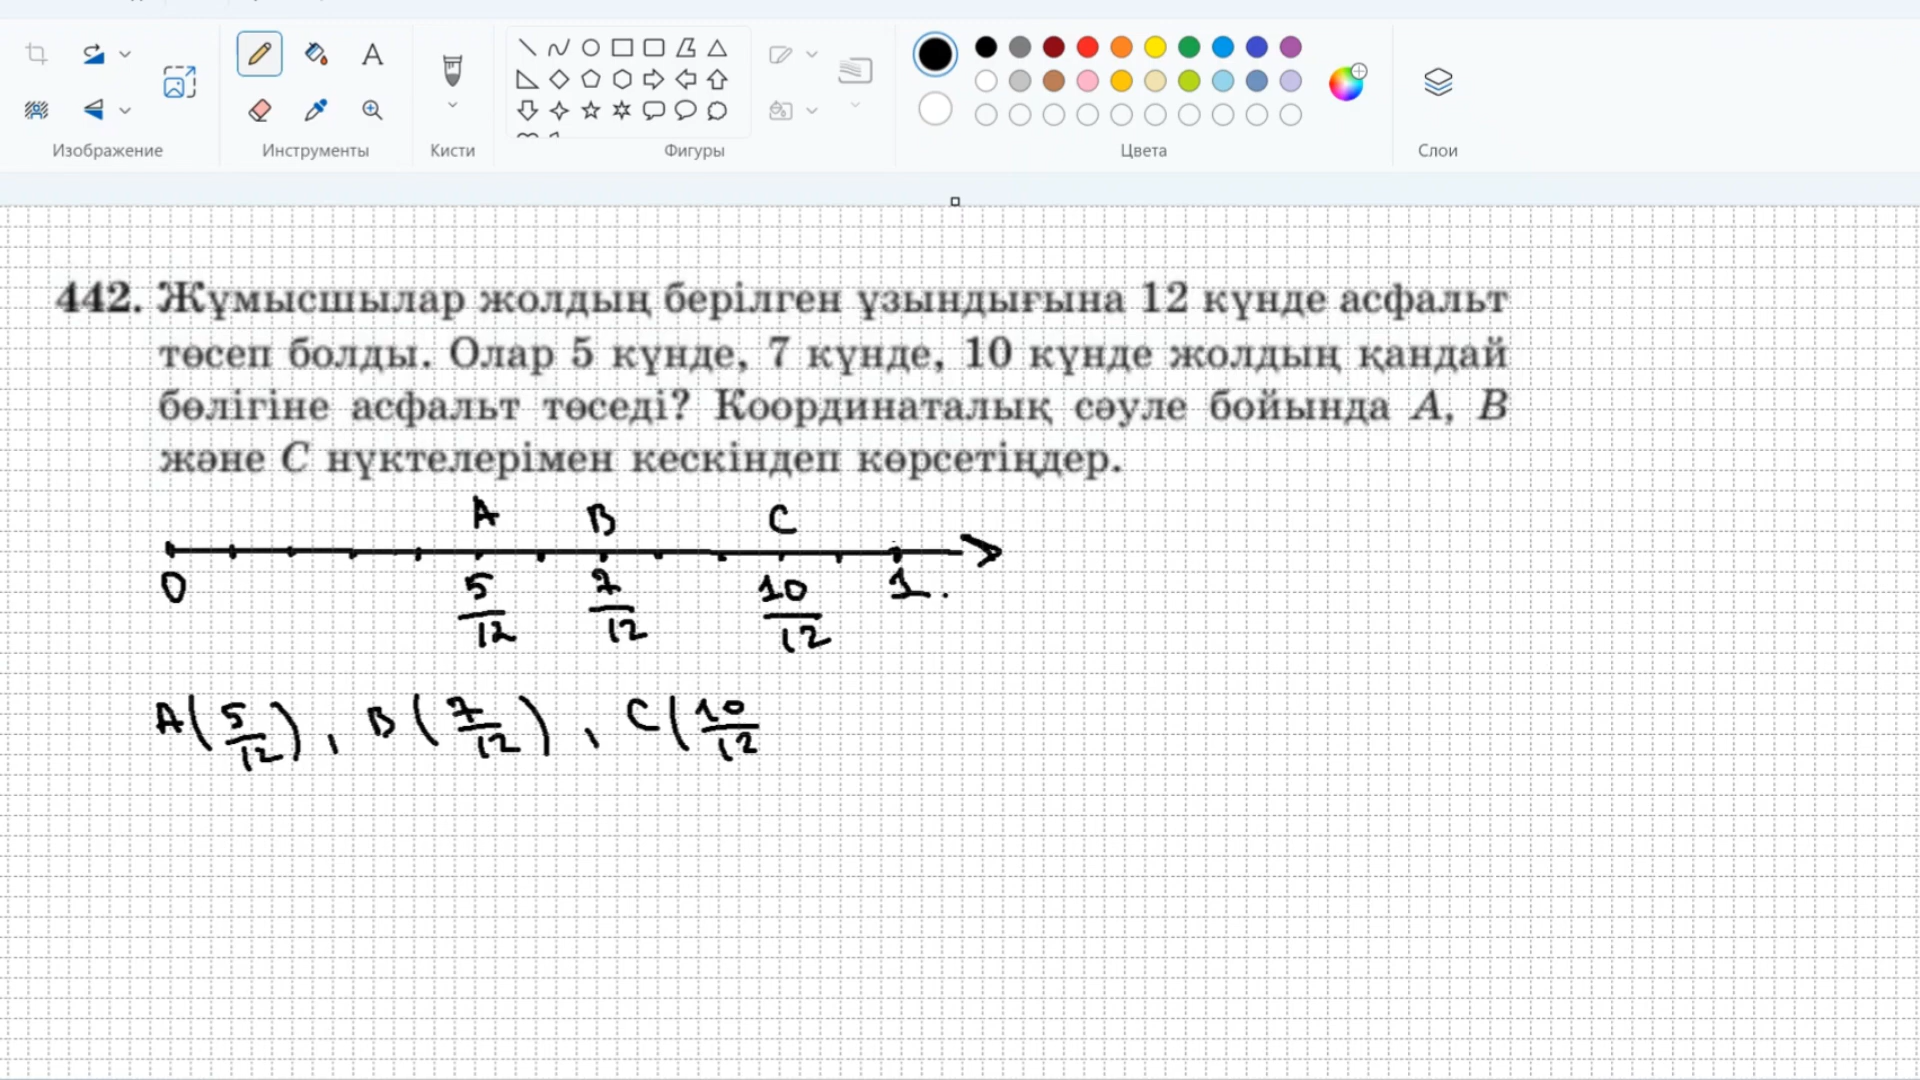 Изображение
Инструменты
Кисти
Фигуры
Цвета
Слои
442. Жұмысшылар жолдың берілген ұзындығына 12 күнде асфальт
төсеп болды. Олар 5 күнде, 7 күнде, 10 күнде жолдың қандай
бөлігіне асфальт төседі? Координаталық сәуле бойында A, B
және C нүктелерімен кескіндеп көрсетіңдер.
A B C
0 5/12 7/12 10/12 1.
A(5/12), B(7/12), C(10/12